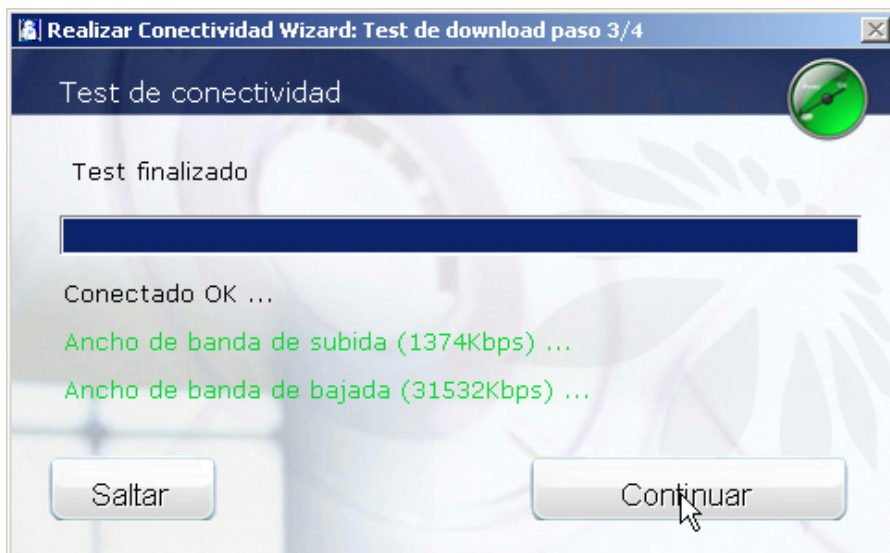 Realizar Conectividad Wizard: Test de download paso 3/4
Test de conectividad
Test finalizado
Conectado OK ...
Ancho de banda de subida (1374Kbps) ...
Ancho de banda de bajada (31532Kbps) ...
Saltar
Continuar